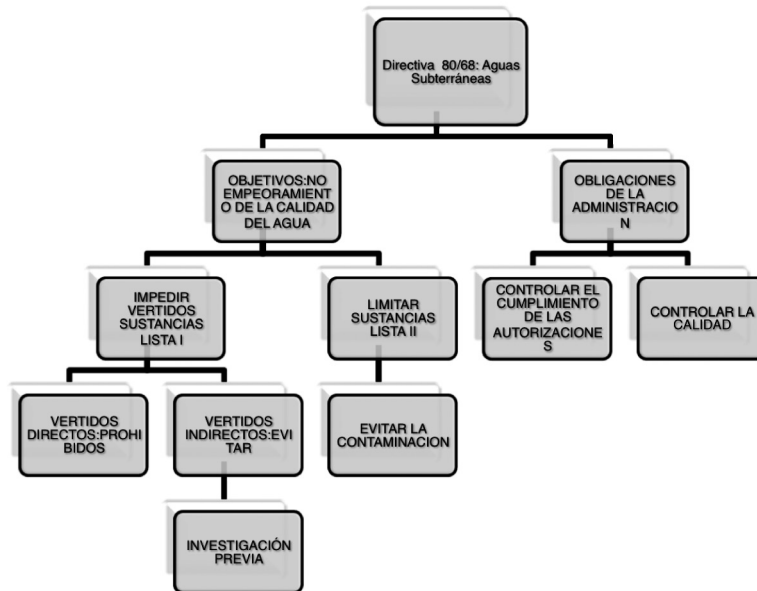 Directiva 80/68: Aguas
Subterráneas
OBJETIVOS:NO
EMPEORAMIENT
O DE LA CALIDAD
DEL AGUA
OBLIGACIONES
DE LA
ADMINISTRACIO
N
IMPEDIR
VERTIDOS
SUSTANCIAS
LISTA I
LIMITAR
SUSTANCIAS
LISTA II
CONTROLAR EL
CUMPLIMIENTO
DE LAS
AUTORIZACIONE
S
CONTROLAR LA
CALIDAD
VERTIDOS
DIRECTOS:PROHI
BIDOS
VERTIDOS
INDIRECTOS:EVI
TAR
EVITAR LA
CONTAMINACION
INVESTIGACIÓN
PREVIA